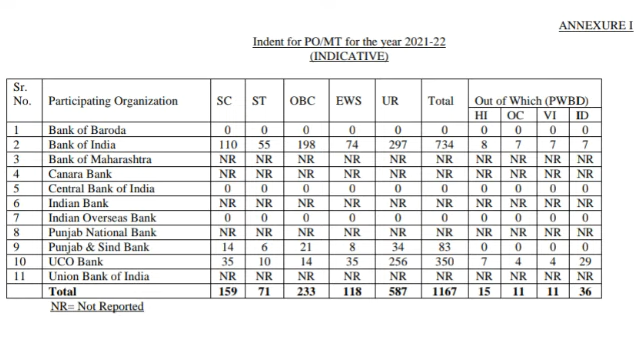 ANNEXURE I
Indent for PO/MT for the year 2021-22
(INDICATIVE)
Sr. No. Participating Organization SC ST OBC EWS UR Total Out of Which (PWBD)
HI OC VI ID
1 Bank of Baroda 0 0 0 0 0 0 0 0 0 0
2 Bank of India 110 55 198 74 297 734 8 7 7 7
3 Bank of Maharashtra NR NR NR NR NR NR NR NR NR NR
4 Canara Bank NR NR NR NR NR NR NR NR NR NR
5 Central Bank of India 0 0 0 0 0 0 0 0 0 0
6 Indian Bank NR NR NR NR NR NR NR NR NR NR
7 Indian Overseas Bank 0 0 0 0 0 0 0 0 0 0
8 Punjab National Bank NR NR NR NR NR NR NR NR NR NR
9 Punjab & Sind Bank 14 6 21 8 34 83 0 0 0 0
10 UCO Bank 35 10 14 35 256 350 7 4 4 29
11 Union Bank of India NR NR NR NR NR NR NR NR NR NR
Total 159 71 233 118 587 1167 15 11 11 36
NR= Not Reported